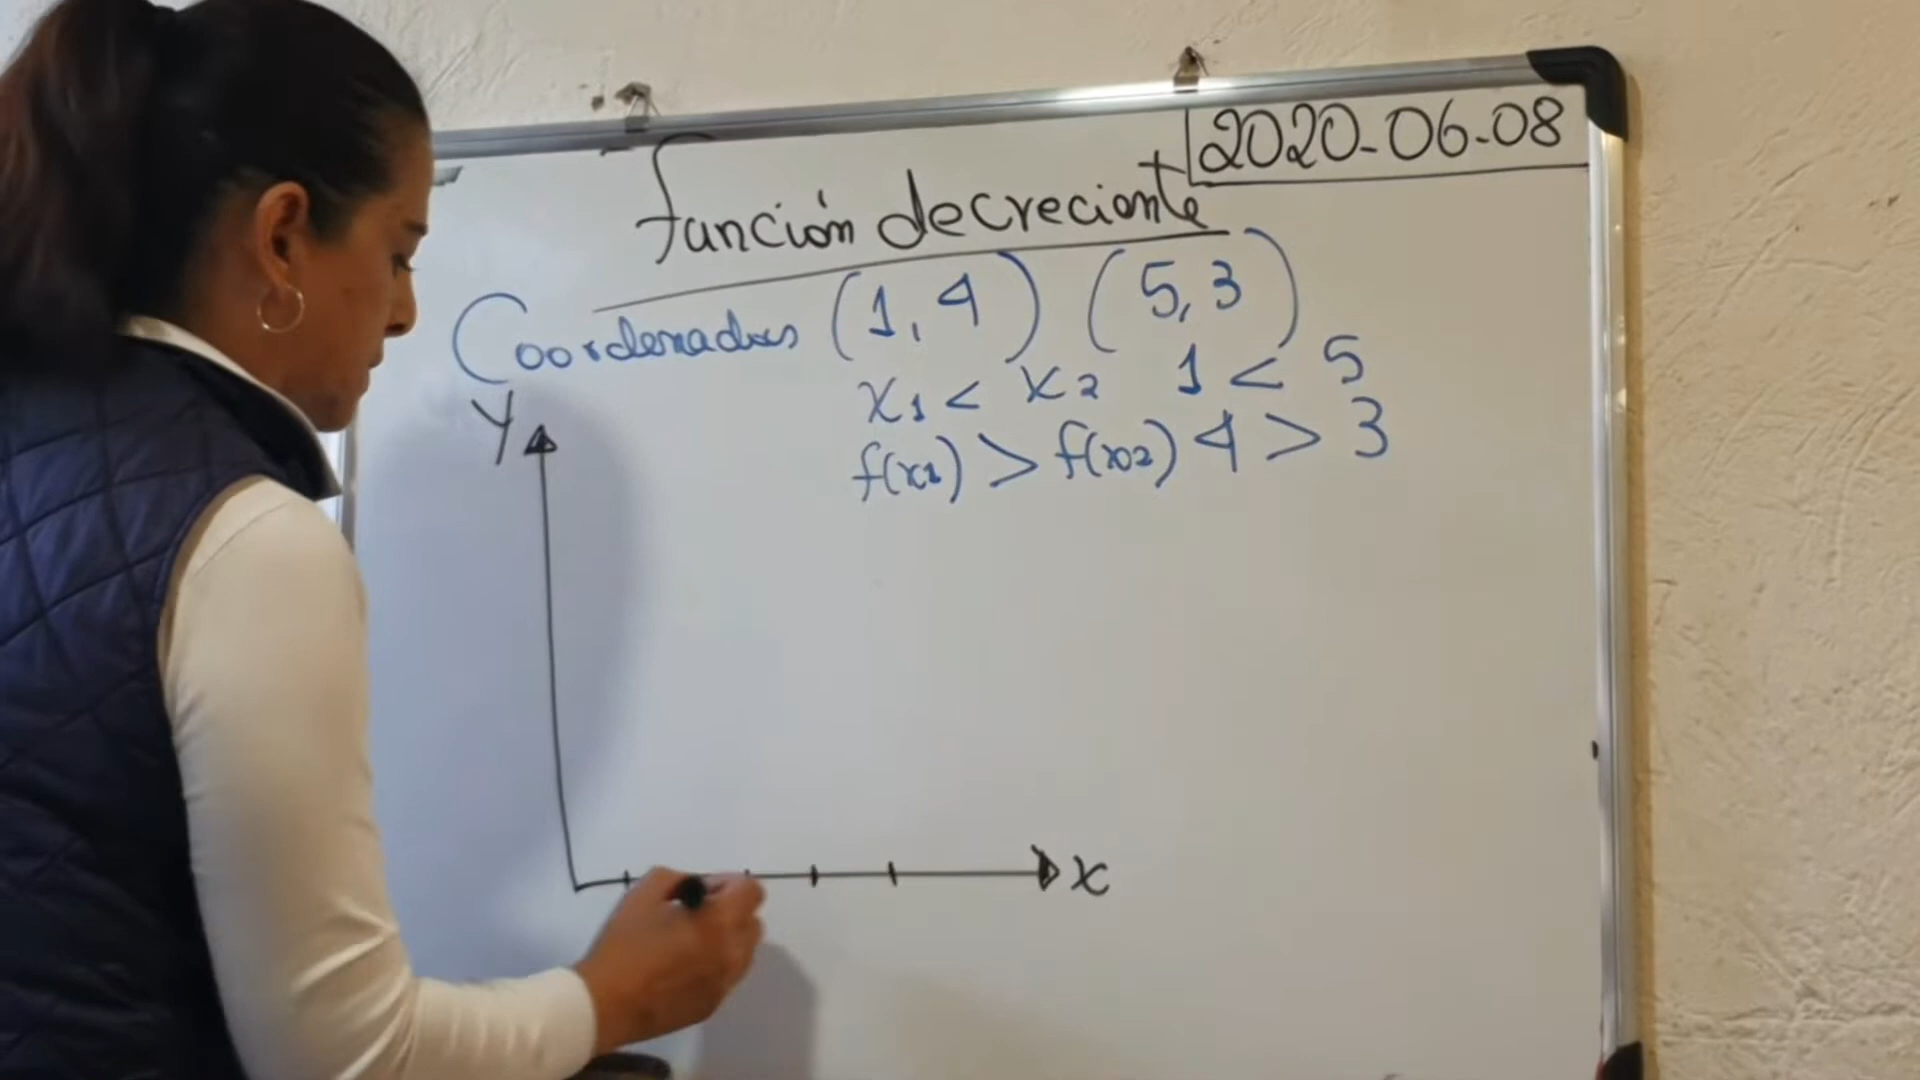 2020-06-08
función decreciente
Coordenadas (1,4) (5,3)
x1 < x2 1 < 5
f(x1) > f(x2) 4 > 3
Y
x